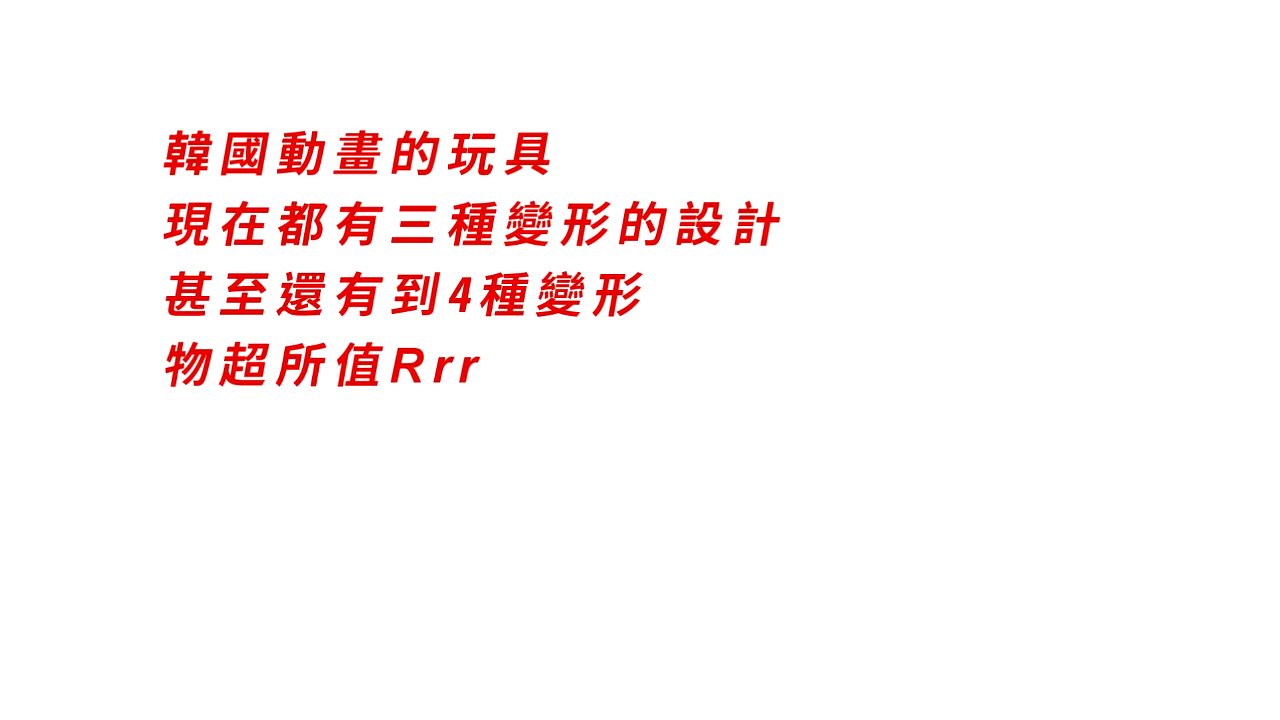 韓國動畫的玩具
現在都有三種變形的設計
甚至還有到4種變形
物超所值Rrr